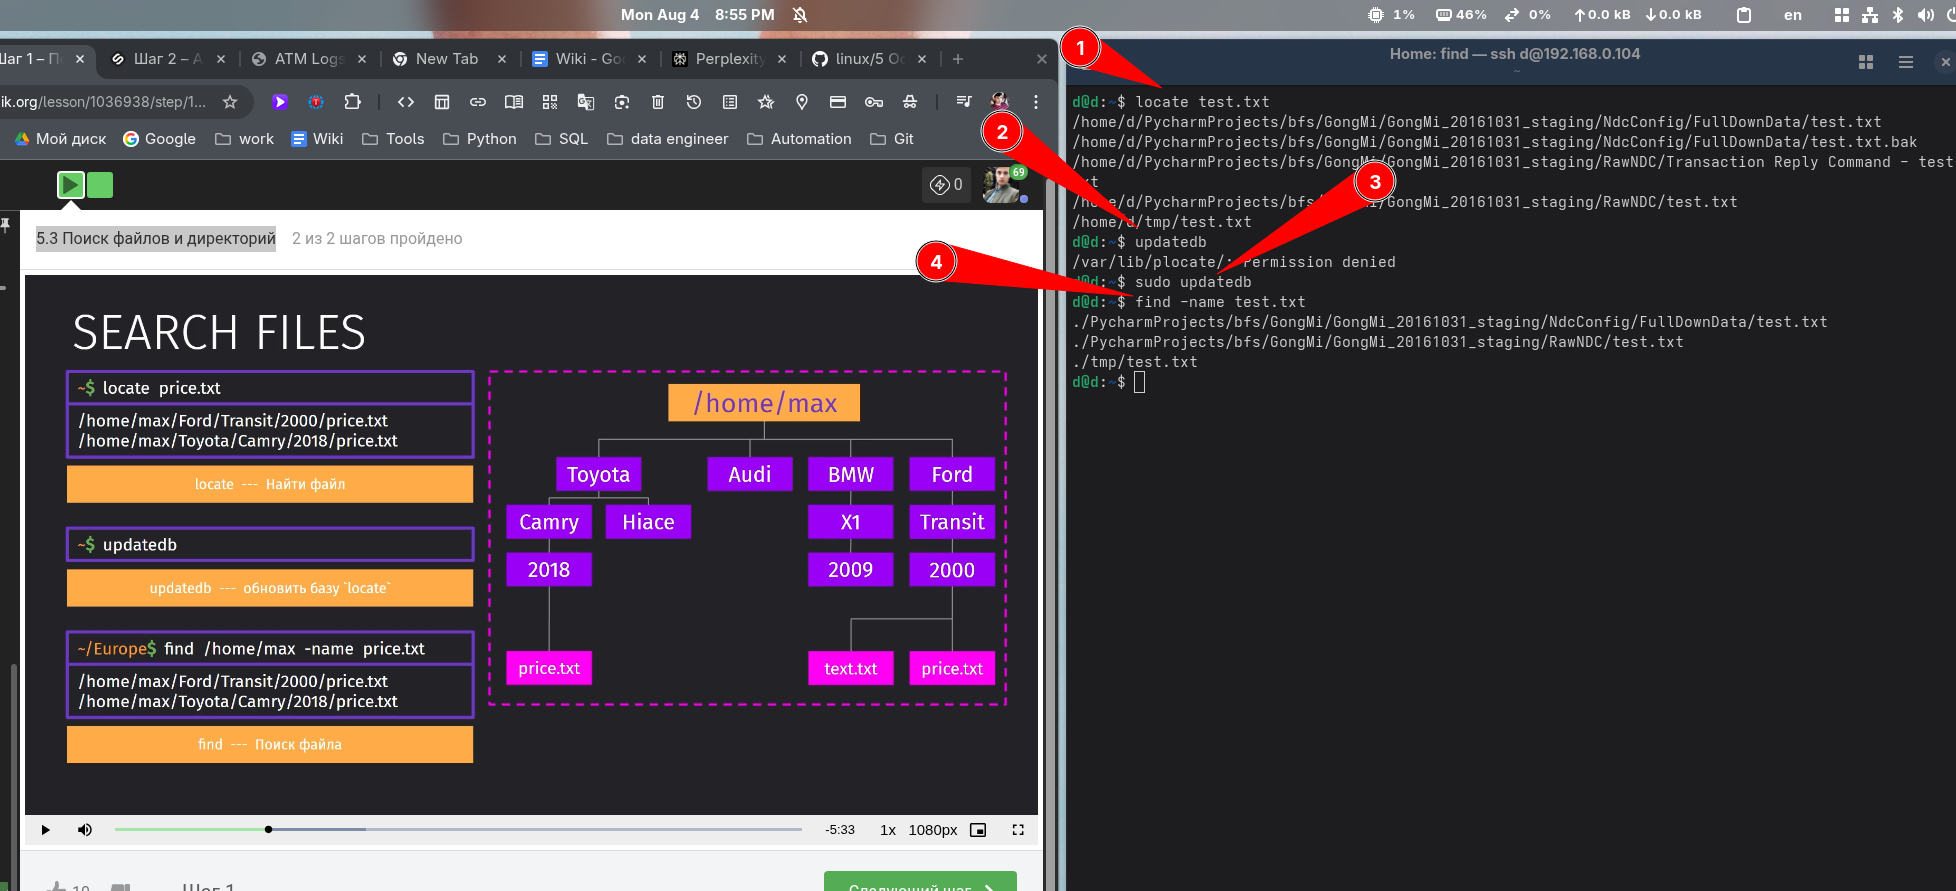 Mon Aug 4 8:55 PM
1% 46% 0% 0.0 kB 0.0 kB en
Шаг 1 – П
Шаг 2 – A
ATM Logs
New Tab
Wiki - Goo
Perplexity
linux/5 Oc
ik.org/lesson/1036938/step/1...
Мой диск
Google
work
Wiki
Tools
Python
SQL
data engineer
Automation
Git
0
69
5.3 Поиск файлов и директорий 2 из 2 шагов пройдено
SEARCH FILES
~$ locate price.txt
/home/max/Ford/Transit/2000/price.txt
/home/max/Toyota/Camry/2018/price.txt
locate --- Найти файл
~$ updatedb
updatedb --- обновить базу `locate`
~/Europe$ find /home/max -name price.txt
/home/max/Ford/Transit/2000/price.txt
/home/max/Toyota/Camry/2018/price.txt
find --- Поиск файла
/home/max
Toyota Audi BMW Ford
Camry Hiace X1 Transit
2018 2009 2000
price.txt text.txt price.txt
-5:33 1x 1080px
19 Шаг 1
Следующий шаг
1
2
3
4
Home: find — ssh d@192.168.0.104
~
d@d:~$ locate test.txt
/home/d/PycharmProjects/bfs/GongMi/GongMi_20161031_staging/NdcConfig/FullDownData/test.txt
/home/d/PycharmProjects/bfs/GongMi/GongMi_20161031_staging/NdcConfig/FullDownData/test.txt.bak
/home/d/PycharmProjects/bfs/GongMi/GongMi_20161031_staging/RawNDC/Transaction Reply Command - test
xt
/home/d/PycharmProjects/bfs/GongMi/GongMi_20161031_staging/RawNDC/test.txt
/home/d/tmp/test.txt
d@d:~$ updatedb
/var/lib/plocate/: Permission denied
d@d:~$ sudo updatedb
d@d:~$ find -name test.txt
./PycharmProjects/bfs/GongMi/GongMi_20161031_staging/NdcConfig/FullDownData/test.txt
./PycharmProjects/bfs/GongMi/GongMi_20161031_staging/RawNDC/test.txt
./tmp/test.txt
d@d:~$